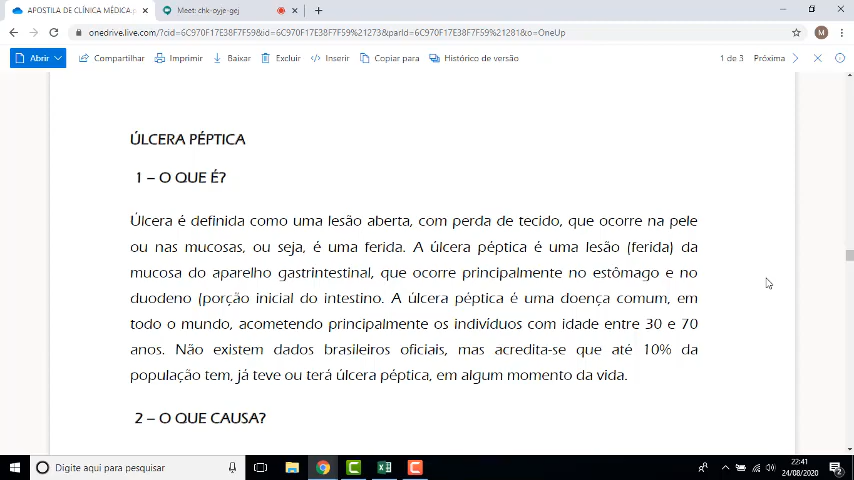 APOSTILA DE CLÍNICA MÉDICA.p
Meet: chk-oyje-gej
onedrive.live.com/?cid=6C970F17E38F7F59&id=6C970F17E38F7F59%21273&parId=6C970F17E38F7F59%21281&o=OneUp
M
Abrir Compartilhar Imprimir Baixar Excluir Inserir Copiar para Histórico de versão 1 de 3 Próxima
ÚLCERA PÉPTICA
1 – O QUE É?
Úlcera é definida como uma lesão aberta, com perda de tecido, que ocorre na pele
ou nas mucosas, ou seja, é uma ferida. A úlcera péptica é uma lesão (ferida) da
mucosa do aparelho gastrintestinal, que ocorre principalmente no estômago e no
duodeno (porção inicial do intestino. A úlcera péptica é uma doença comum, em
todo o mundo, acometendo principalmente os indivíduos com idade entre 30 e 70
anos. Não existem dados brasileiros oficiais, mas acredita-se que até 10% da
população tem, já teve ou terá úlcera péptica, em algum momento da vida.
2 – O QUE CAUSA?
Digite aqui para pesquisar
22:41
24/08/2020
2